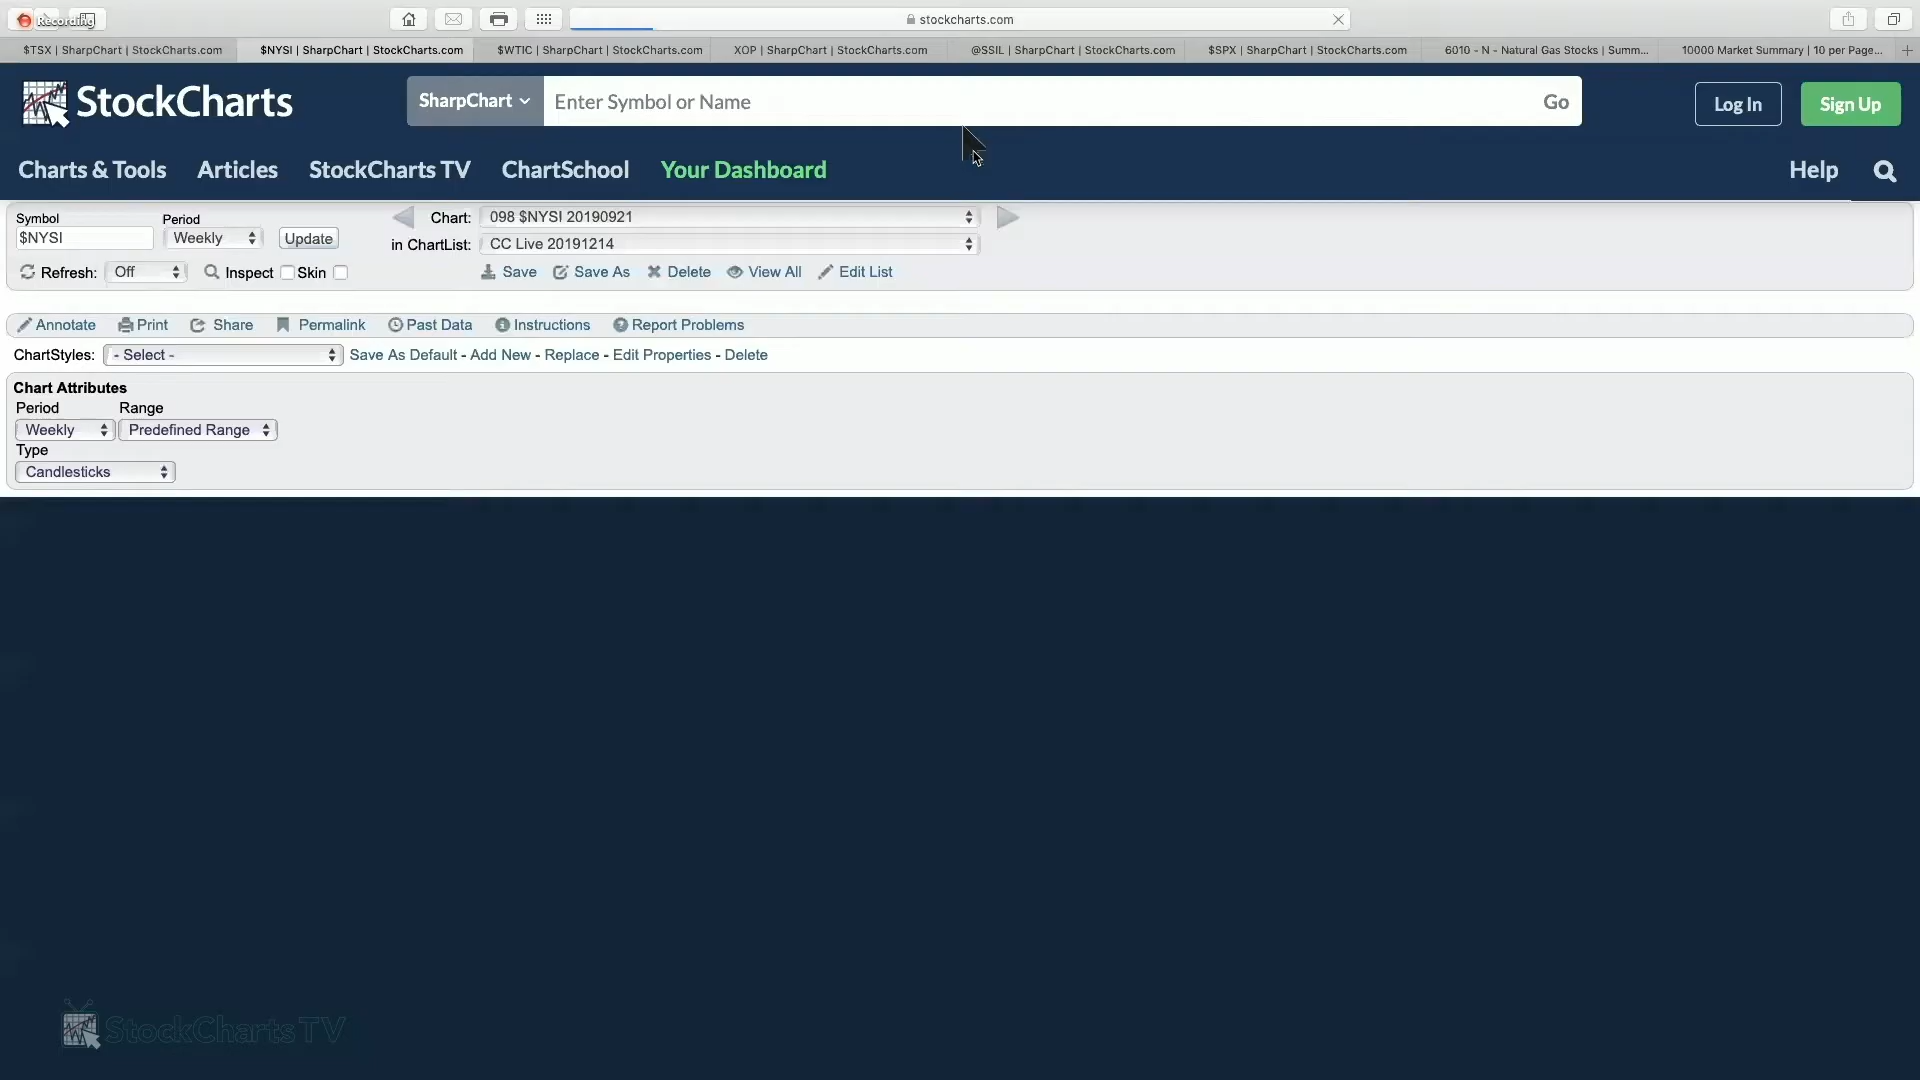 Recording
stockcharts.com
$TSX | SharpChart | StockCharts.com
$NYSI | SharpChart | StockCharts.com
$WTIC | SharpChart | StockCharts.com
XOP | SharpChart | StockCharts.com
@SSIL | SharpChart | StockCharts.com
$SPX | SharpChart | StockCharts.com
6010 - N - Natural Gas Stocks | Summ...
10000 Market Summary | 10 per Page...
StockCharts
SharpChart
Enter Symbol or Name
Go
Log In
Sign Up
Charts & Tools
Articles
StockCharts TV
ChartSchool
Your Dashboard
Help
Symbol
Period
Chart: 098 $NYSI 20190921
$NYSI
Weekly
Update
in ChartList: CC Live 20191214
Refresh: Off
Inspect
Skin
Save
Save As
Delete
View All
Edit List
Annotate
Print
Share
Permalink
Past Data
Instructions
Report Problems
ChartStyles: - Select -
Save As Default - Add New - Replace - Edit Properties - Delete
Chart Attributes
Period
Range
Weekly
Predefined Range
Type
Candlesticks
StockCharts TV